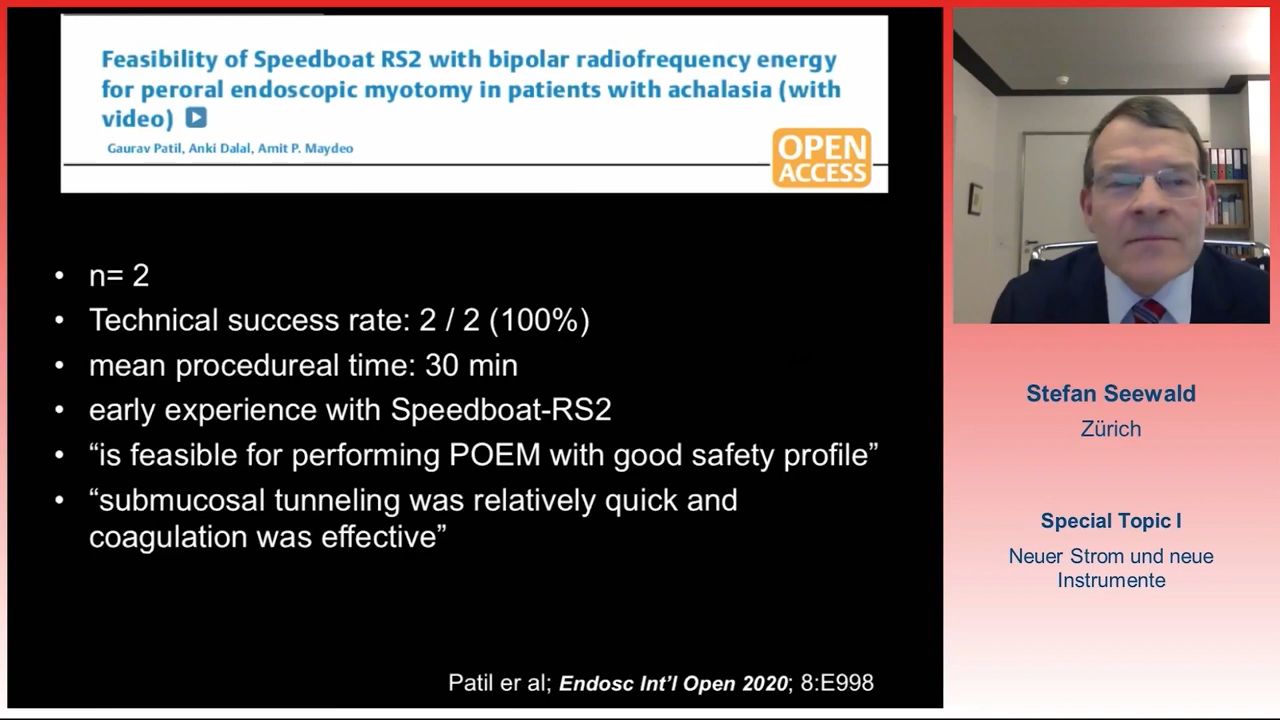 Feasibility of Speedboat RS2 with bipolar radiofrequency energy
for peroral endoscopic myotomy in patients with achalasia (with
video)
Gaurav Patil, Anki Dalal, Amit P. Maydeo
OPEN
ACCESS
• n= 2
• Technical success rate: 2 / 2 (100%)
• mean procedureal time: 30 min
• early experience with Speedboat-RS2
• “is feasible for performing POEM with good safety profile”
• “submucosal tunneling was relatively quick and
coagulation was effective”
Patil er al; Endosc Int’l Open 2020; 8:E998
Stefan Seewald
Zürich
Special Topic I
Neuer Strom und neue
Instrumente